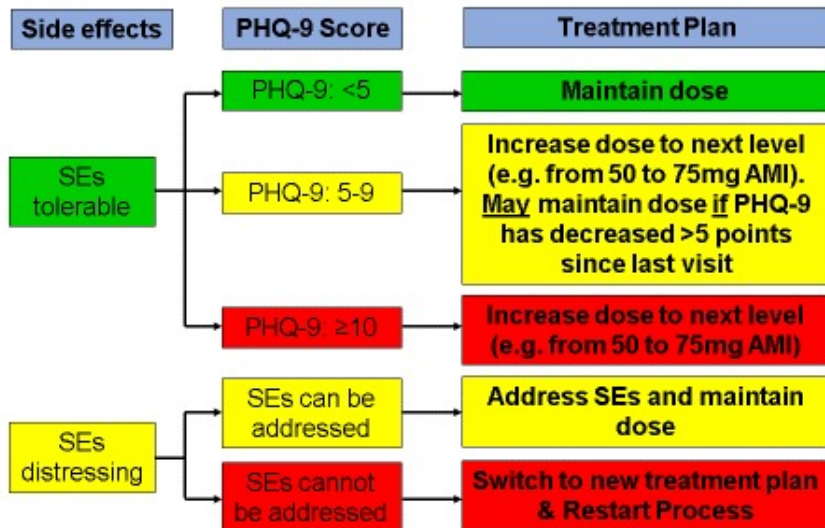 Side effects
PHQ-9 Score
Treatment Plan
SEs
tolerable
PHQ-9: <5
Maintain dose
PHQ-9: 5-9
Increase dose to next level
(e.g. from 50 to 75mg AMI).
May maintain dose if PHQ-9
has decreased >5 points
since last visit
PHQ-9: ≥10
Increase dose to next level
(e.g. from 50 to 75mg AMI)
SEs
distressing
SEs can be
addressed
Address SEs and maintain
dose
SEs cannot
be addressed
Switch to new treatment plan
& Restart Process